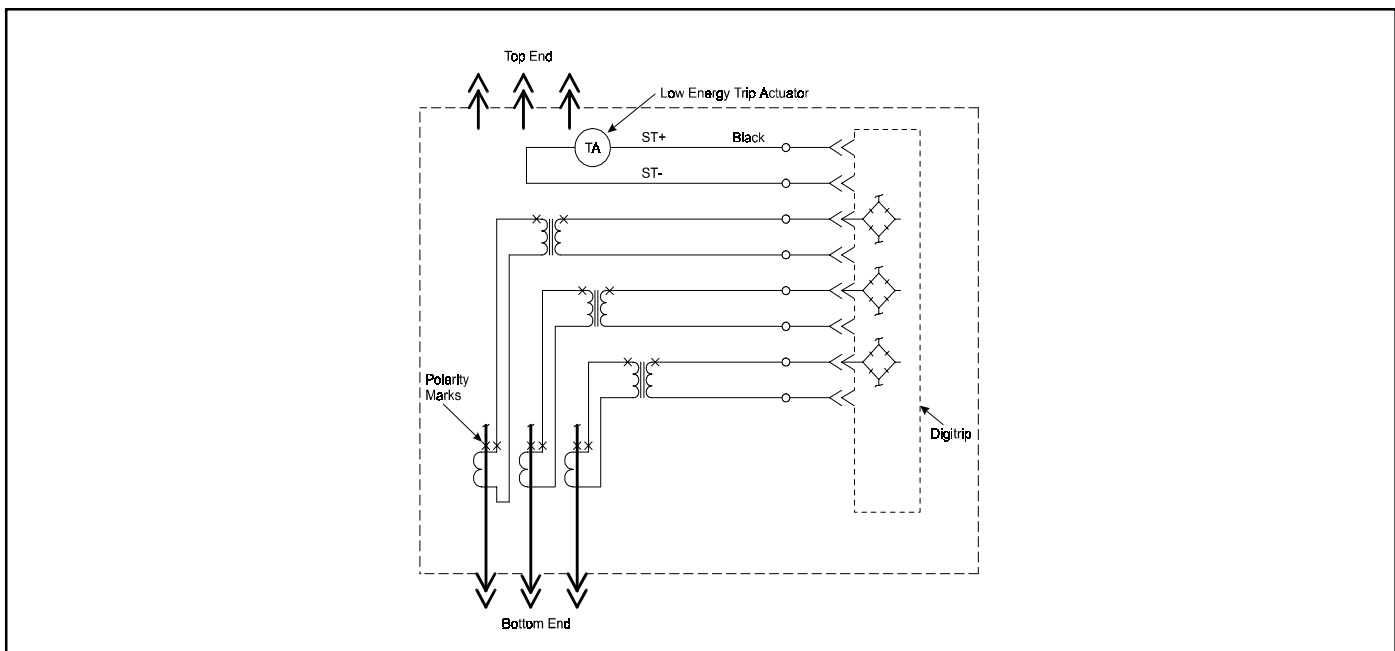 Top End
Low Energy Trip Actuator
TA
ST+
Black
ST-
Polarity
Marks
Digitrip
Bottom End